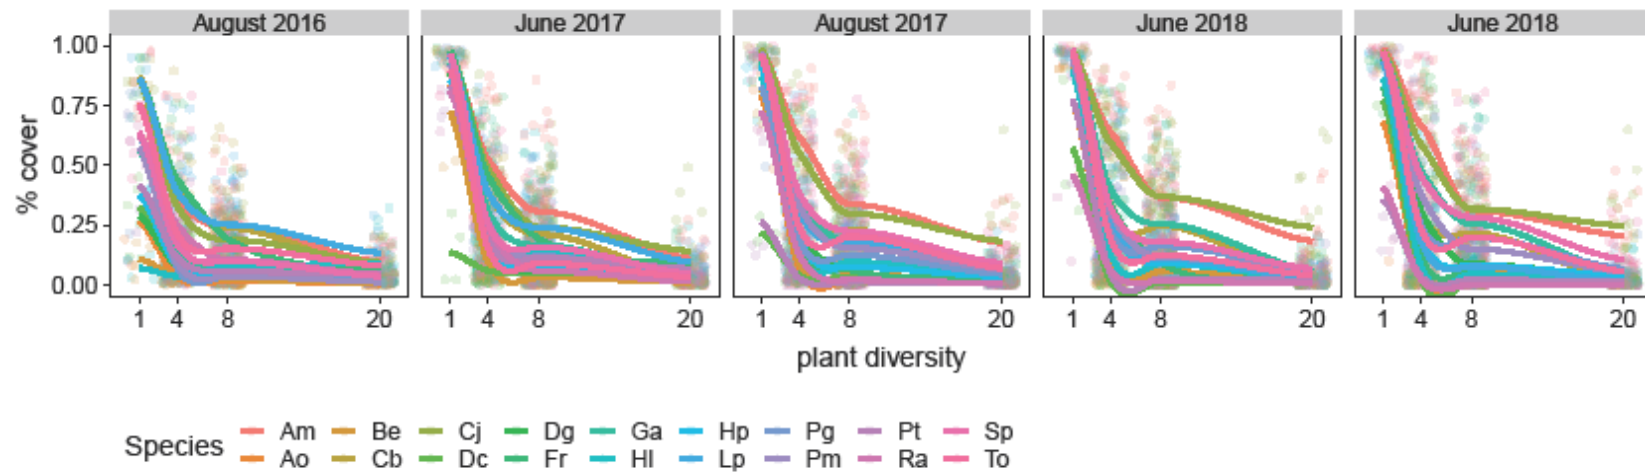 August 2016 June 2017 August 2017 June 2018 June 2018
% cover
1.00
0.75
0.50
0.25
0.00
1 4 8 20 1 4 8 20 1 4 8 20 1 4 8 20 1 4 8 20
plant diversity
Species
Am Be Cj Dg Ga Hp Pg Pt Sp
Ao Cb Dc Fr Hl Lp Pm Ra To